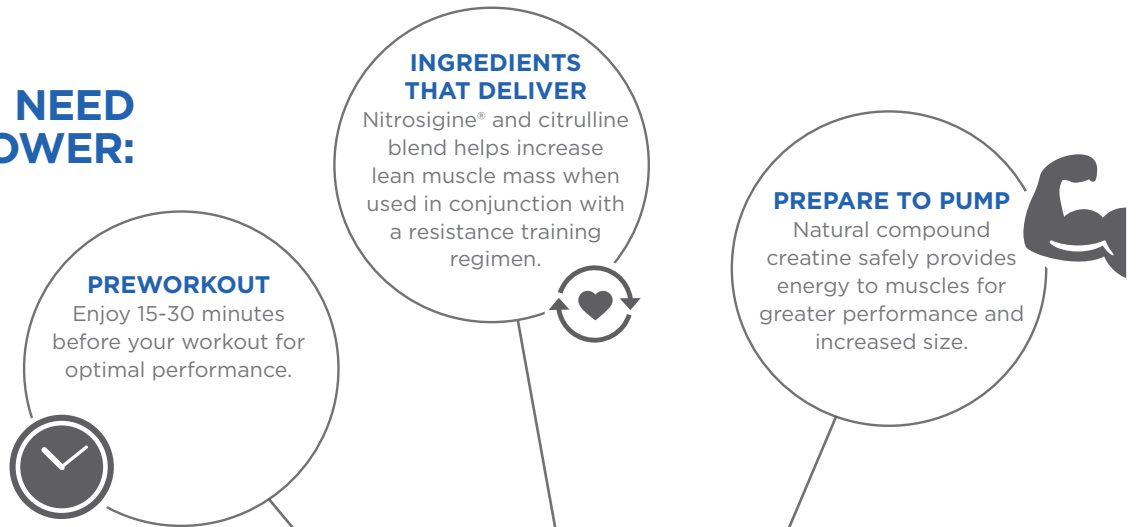 NEED
OWER:
INGREDIENTS
THAT DELIVER
Nitrosigine® and citrulline
blend helps increase
lean muscle mass when
used in conjunction with
a resistance training
regimen.
PREPARE TO PUMP
Natural compound
creatine safely provides
energy to muscles for
greater performance and
increased size.
PREWORKOUT
Enjoy 15-30 minutes
before your workout for
optimal performance.